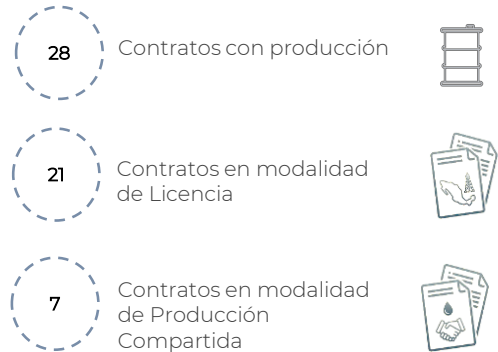 28
Contratos con producción
21
Contratos en modalidad
de Licencia
7
Contratos en modalidad
de Producción
Compartida